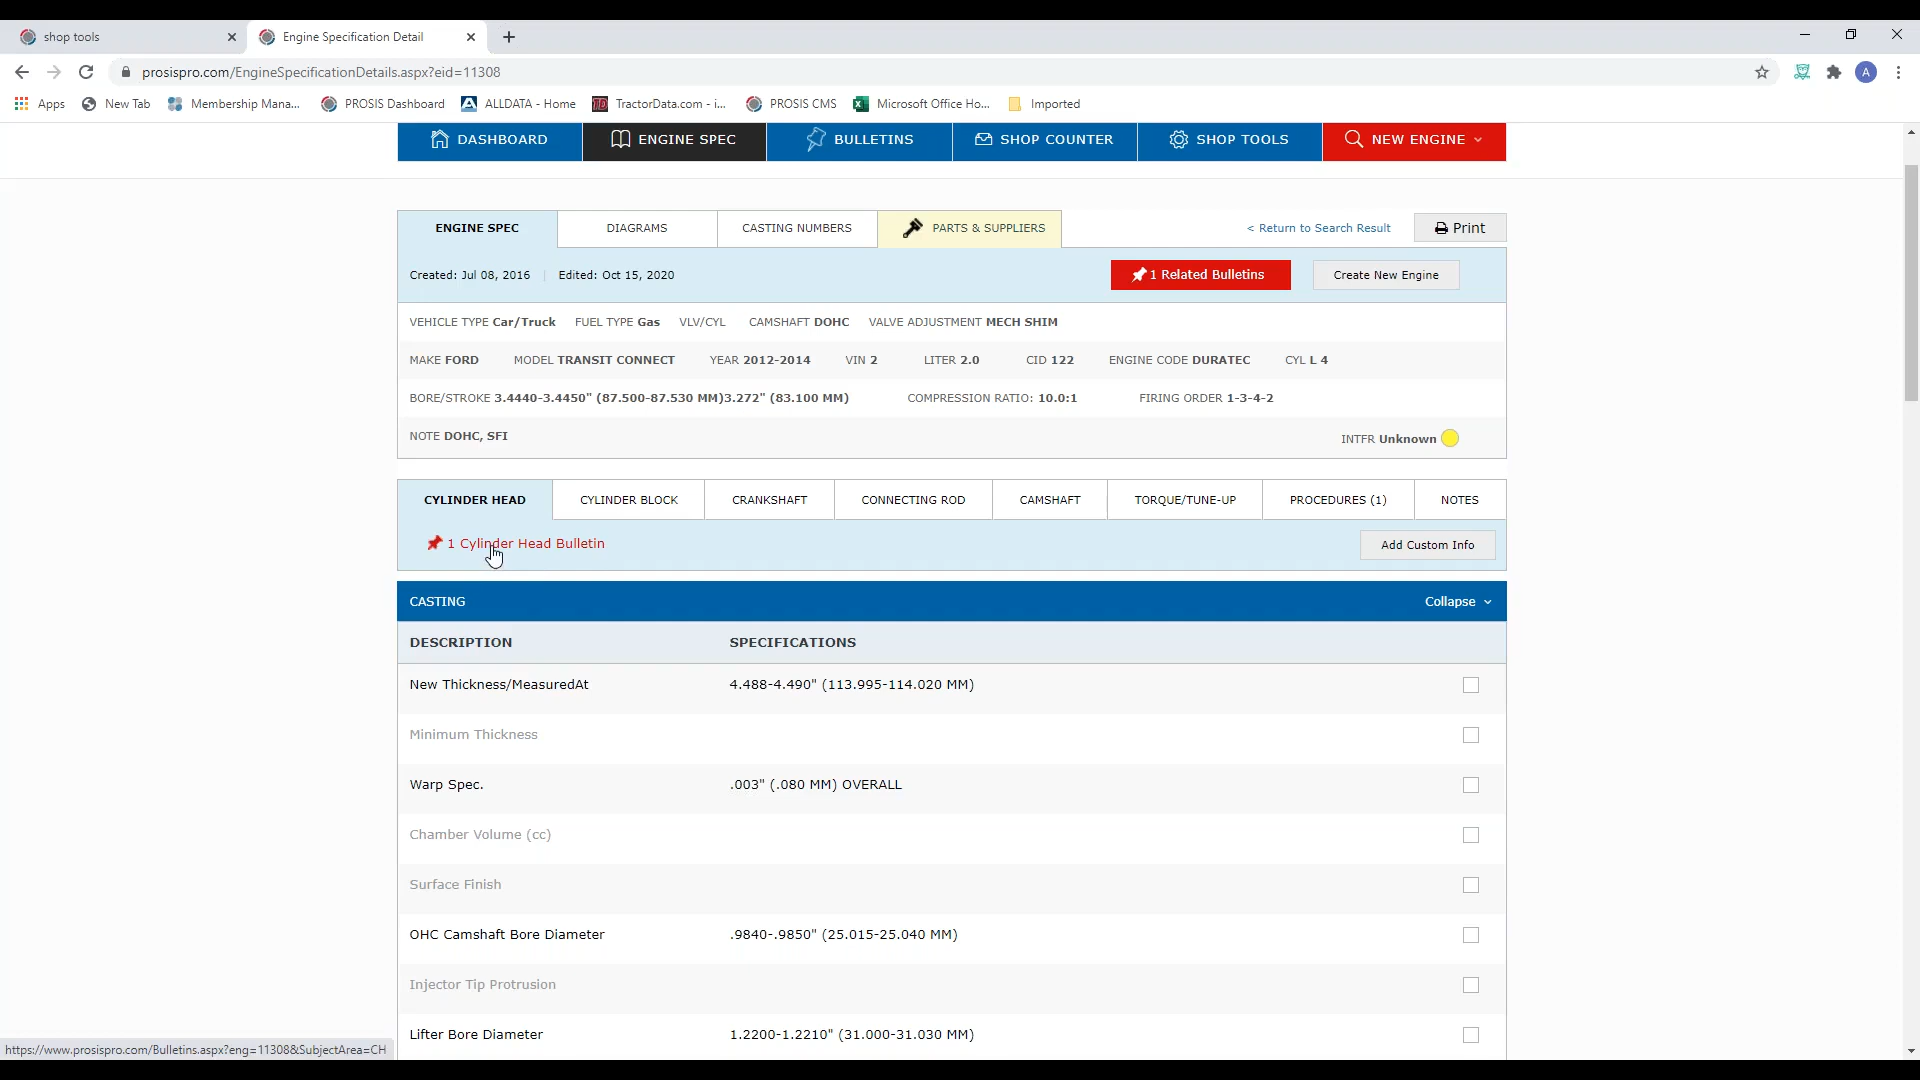 shop tools
Engine Specification Detail
prosispro.com/EngineSpecificationDetails.aspx?eid=11308
A
Apps New Tab Membership Mana... PROSIS Dashboard ALLDATA - Home TractorData.com - i... PROSIS CMS Microsoft Office Ho... Imported
DASHBOARD ENGINE SPEC BULLETINS SHOP COUNTER SHOP TOOLS NEW ENGINE
ENGINE SPEC DIAGRAMS CASTING NUMBERS PARTS & SUPPLIERS < Return to Search Result Print
Created: Jul 08, 2016 Edited: Oct 15, 2020 1 Related Bulletins Create New Engine
VEHICLE TYPE Car/Truck FUEL TYPE Gas VLV/CYL CAMSHAFT DOHC VALVE ADJUSTMENT MECH SHIM
MAKE FORD MODEL TRANSIT CONNECT YEAR 2012-2014 VIN 2 LITER 2.0 CID 122 ENGINE CODE DURATEC CYL L 4
BORE/STROKE 3.4440-3.4450" (87.500-87.530 MM)3.272" (83.100 MM) COMPRESSION RATIO: 10.0:1 FIRING ORDER 1-3-4-2
NOTE DOHC, SFI INTFR Unknown
CYLINDER HEAD CYLINDER BLOCK CRANKSHAFT CONNECTING ROD CAMSHAFT TORQUE/TUNE-UP PROCEDURES (1) NOTES
1 Cylinder Head Bulletin Add Custom Info
CASTING Collapse
DESCRIPTION SPECIFICATIONS
New Thickness/MeasuredAt 4.488-4.490" (113.995-114.020 MM)
Minimum Thickness
Warp Spec. .003" (.080 MM) OVERALL
Chamber Volume (cc)
Surface Finish
OHC Camshaft Bore Diameter .9840-.9850" (25.015-25.040 MM)
Injector Tip Protrusion
Lifter Bore Diameter 1.2200-1.2210" (31.000-31.030 MM)
https://www.prosispro.com/Bulletins.aspx?eng=11308&SubjectArea=CH